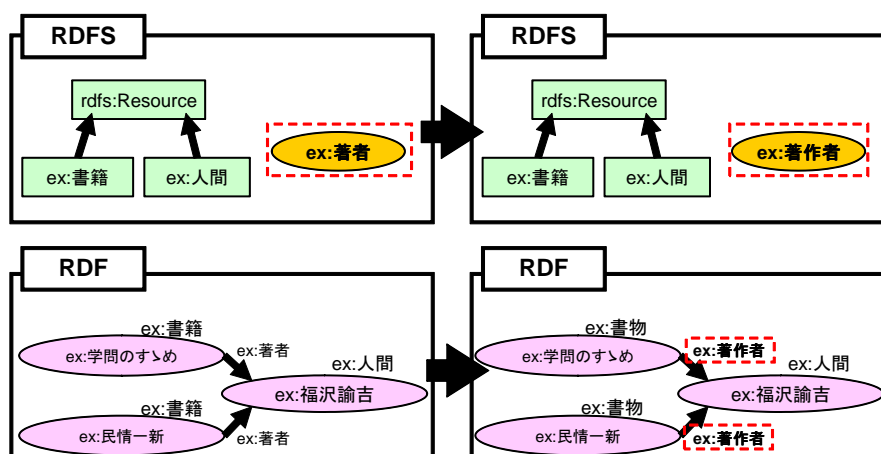 RDFS
rdfs:Resource
ex:著者
ex:書籍
ex:人間
RDFS
rdfs:Resource
ex:著作者
ex:書籍
ex:人間
RDF
ex:書籍
ex:学問のすゝめ
ex:著者
ex:人間
ex:福沢諭吉
ex:書籍
ex:民情一新
ex:著者
RDF
ex:書物
ex:学問のすゝめ
ex:著作者
ex:人間
ex:福沢諭吉
ex:書物
ex:民情一新
ex:著作者